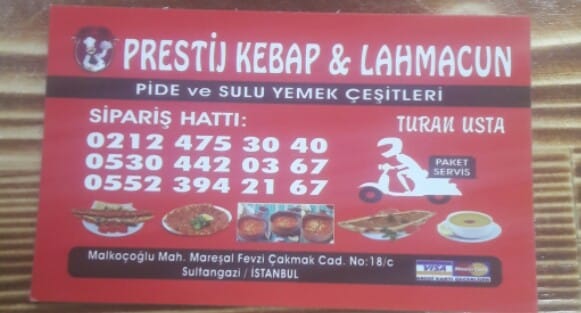 PRESTİJ KEBAP & LAHMACUN
PİDE ve SULU YEMEK ÇEŞİTLERİ
SİPARİŞ HATTI:
0212 475 30 40
0530 442 03 67
0552 394 21 67
TURAN USTA
PAKET
SERVİS
Malkoçoğlu Mah. Mareşal Fevzi Çakmak Cad. No:18/c
Sultangazi / İSTANBUL
VISA
MasterCard